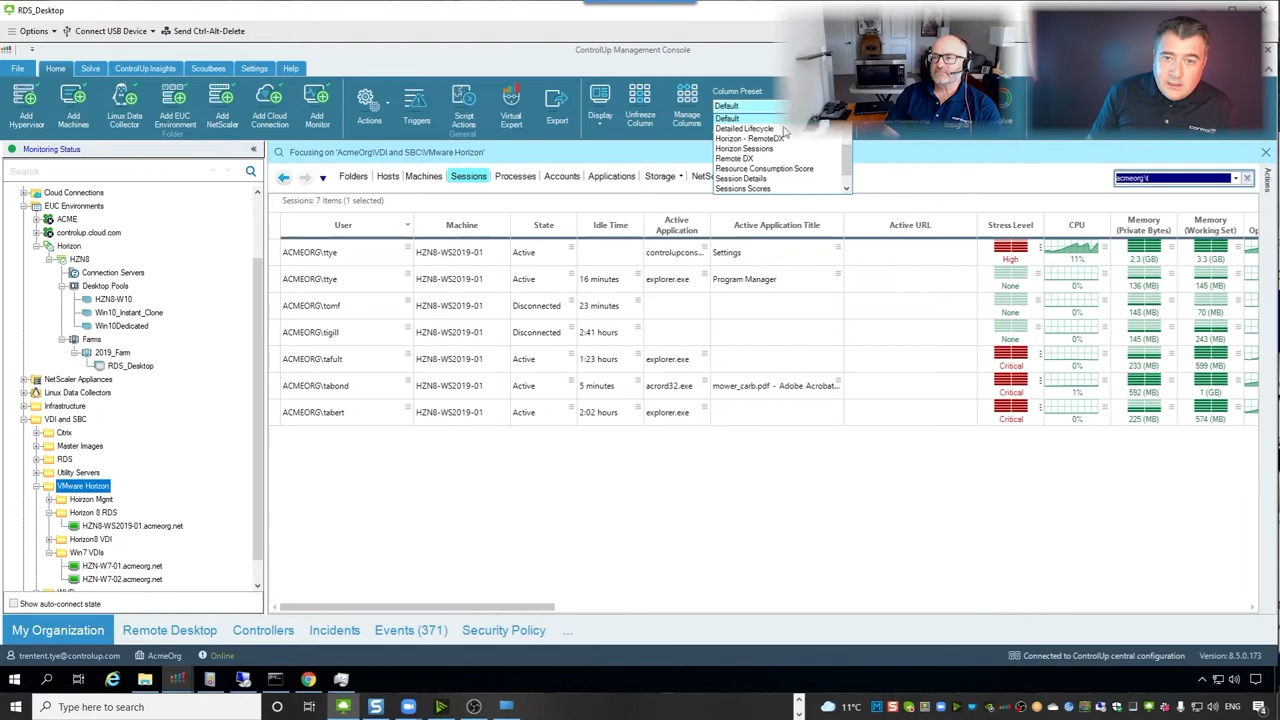 RDS_Desktop
Options Connect USB Device Send Ctrl-Alt-Delete
ControlUp Management Console
File Home Solve ControlUp Insights Scoutbees Settings Help
Add Hypervisor
Add Machines
Linux Data Collector
Add EUC Environment
Add NetScaler
Add Cloud Connection
Add Monitor
Actions
Triggers
Script Actions
Virtual Expert
Export
Display
Unfreeze Column
Manage Columns
Folder
General
Column Preset:
Default
Default
Detailed Lifecycle
Horizon - RemoteDX
Horizon Sessions
Remote DX
Resource Consumption Score
Session Details
Sessions Scores
Insights
Monitoring Status
Search
Cloud Connections
EUC Environments
ACME
controlup.cloud.com
Horizon
HZN8
Connection Servers
Desktop Pools
HZN8-W10
Win10_Instant_Clone
Win10Dedicated
Farms
2019_Farm
RDS_Desktop
NetScaler Appliances
Linux Data Collectors
Infrastructure
VDI and SBC
Citrix
Master Images
RDS
Utility Servers
VMware Horizon
Hoirzon Mgmt
Horizon 8 RDS
HZN8-WS2019-01.acmeorg.net
Horizon8 VDI
Win7 VDIs
HZN-W7-01.acmeorg.net
HZN-W7-02.acmeorg.net
Show auto-connect state
Focusing on 'AcmeOrg\VDI and SBC\VMware Horizon'
Folders Hosts Machines Sessions Processes Accounts Applications Storage NetSc
acmeorg\t
Actions
Sessions: 7 Items (1 selected)
User Machine State Idle Time Active Application Active Application Title Active URL Stress Level CPU Memory (Private Bytes) Memory (Working Set) Op
ACMEORG\ttye HZN8-WS2019-01 Active controlupcons... Settings High 11% 2.3 (GB) 3.3 (GB)
ACMEORG\ttye HZN8-WS2019-01 Active 16 minutes explorer.exe Program Manager None 0% 136 (MB) 145 (MB)
ACMEORG\tomf HZN8-WS2019-01 Disconnected 23 minutes None 0% 148 (MB) 70 (MB)
HZN8-WS2019-01 Disconnected 2:41 hours None 0% 145 (MB) 243 (MB)
ACMEORG\tafult HZN8-WS2019-01 Active 1:23 hours explorer.exe Critical 0% 233 (MB) 599 (MB)
ACMEORG\tabond HZN8-WS2019-01 Active 5 minutes acrord32.exe mower_carb.pdf - Adobe Acrobat... Critical 1% 592 (MB) 1 (GB)
ACMEORG\tabert HZN8-WS2019-01 Active 2:02 hours explorer.exe Critical 0% 225 (MB) 574 (MB)
My Organization Remote Desktop Controllers Incidents Events (371) Security Policy ...
trentent.tye@controlup.com AcmeOrg Online Connected to ControlUp central configuration Version: 8.5.0.173
Type here to search
11°C ENG